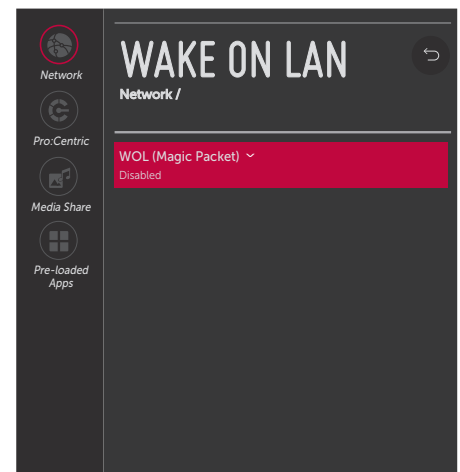 Network
Pro:Centric
Media Share
Pre-loaded
Apps
WAKE ON LAN
Network /
WOL (Magic Packet)
Disabled